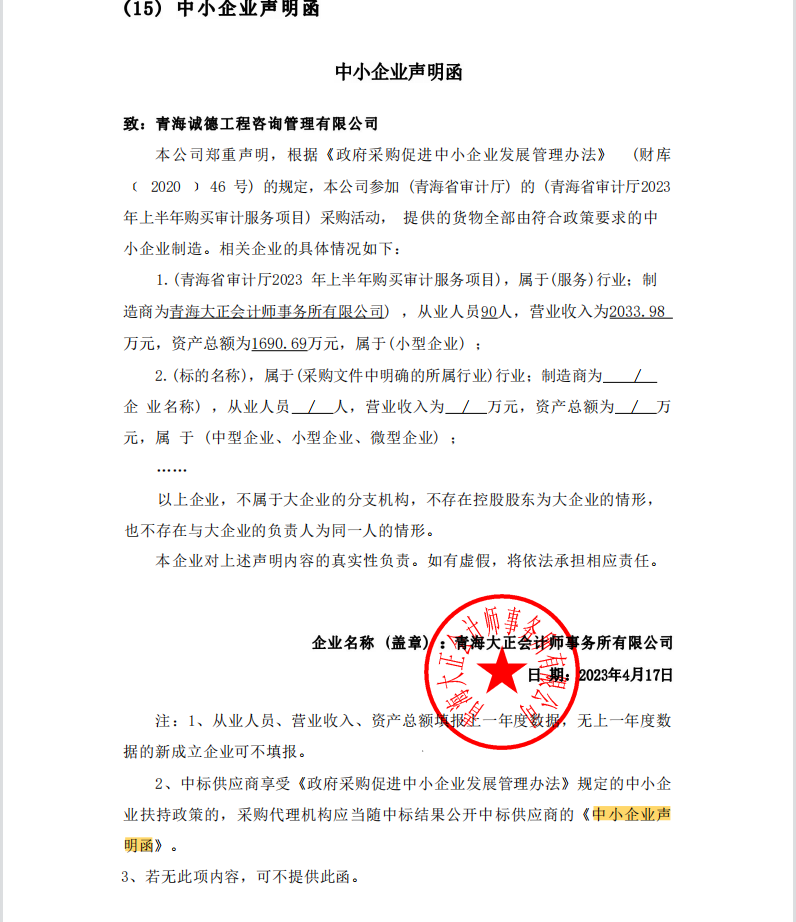 (15) 中小企业声明函
中小企业声明函
致：青海诚德工程咨询管理有限公司
本公司郑重声明，根据《政府采购促进中小企业发展管理办法》 (财库
( 2020 ) 46 号) 的规定，本公司参加 (青海省审计厅) 的 (青海省审计厅2023
年上半年购买审计服务项目) 采购活动， 提供的货物全部由符合政策要求的中
小企业制造。相关企业的具体情况如下：
1.(青海省审计厅2023 年上半年购买审计服务项目)，属于(服务)行业；制
造商为青海大正会计师事务所有限公司) ，从业人员90人，营业收入为2033.98
万元，资产总额为1690.69万元，属于(小型企业) ；
2.(标的名称)，属于(采购文件中明确的所属行业)行业；制造商为 /
企 业名称) ，从业人员 / 人，营业收入为 / 万元，资产总额为 / 万
元，属 于 (中型企业、小型企业、微型企业) ；
……
以上企业，不属于大企业的分支机构，不存在控股股东为大企业的情形，
也不存在与大企业的负责人为同一人的情形。
本企业对上述声明内容的真实性负责。如有虚假，将依法承担相应责任。
企业名称 (盖章) ：青海大正会计师事务所有限公司
日 期：2023年4月17日
青海大正会计师事务所有限公司
注：1、从业人员、营业收入、资产总额填报上一年度数据，无上一年度数
据的新成立企业可不填报。
2、中标供应商享受《政府采购促进中小企业发展管理办法》规定的中小企
业扶持政策的，采购代理机构应当随中标结果公开中标供应商的《中小企业声
明函》。
3、若无此项内容，可不提供此函。